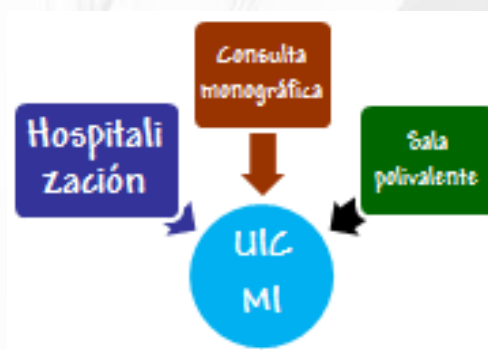 Consulta
monográfica
Hospitali
zación
Sala
polivalente
UIC
MI